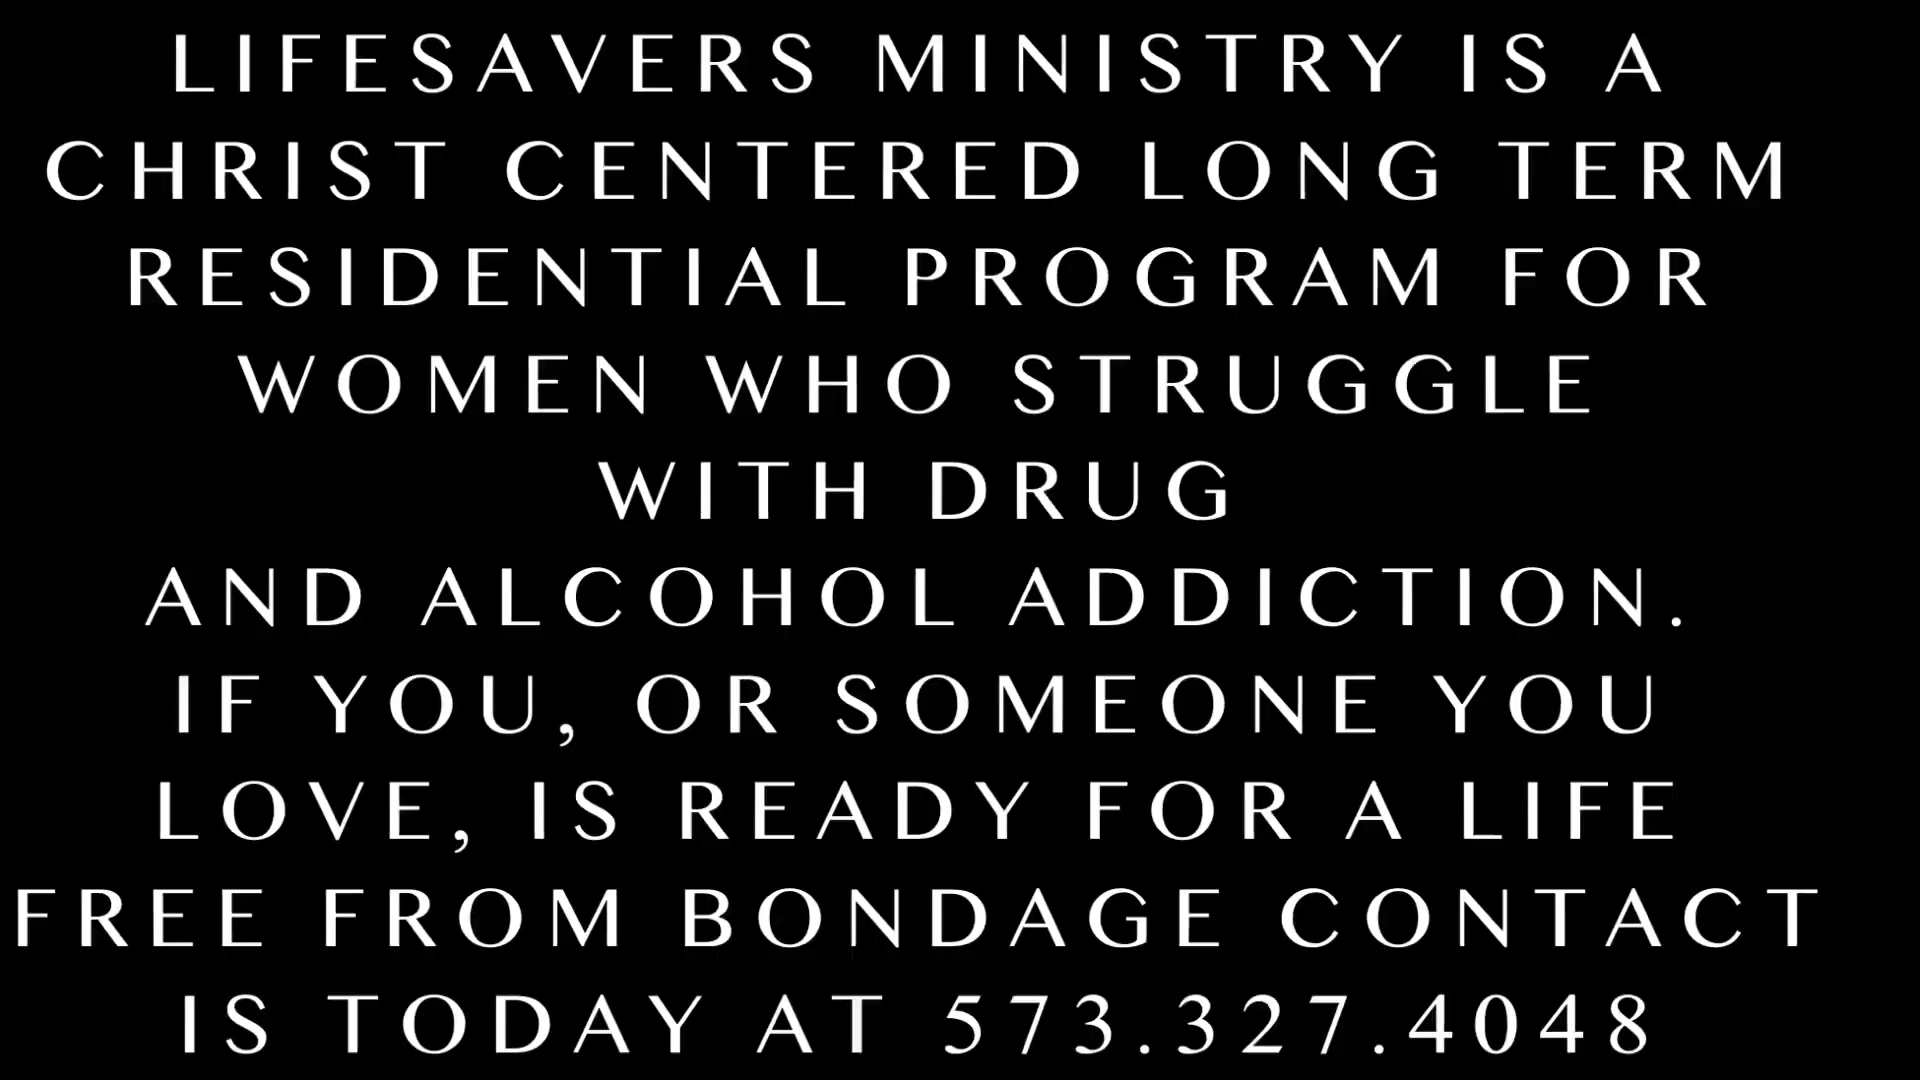 LIFESAVERS MINISTRY IS A
CHRIST CENTERED LONG TERM
RESIDENTIAL PROGRAM FOR
WOMEN WHO STRUGGLE
WITH DRUG
AND ALCOHOL ADDICTION.
IF YOU, OR SOMEONE YOU
LOVE, IS READY FOR A LIFE
FREE FROM BONDAGE CONTACT
IS TODAY AT 573.327.4048